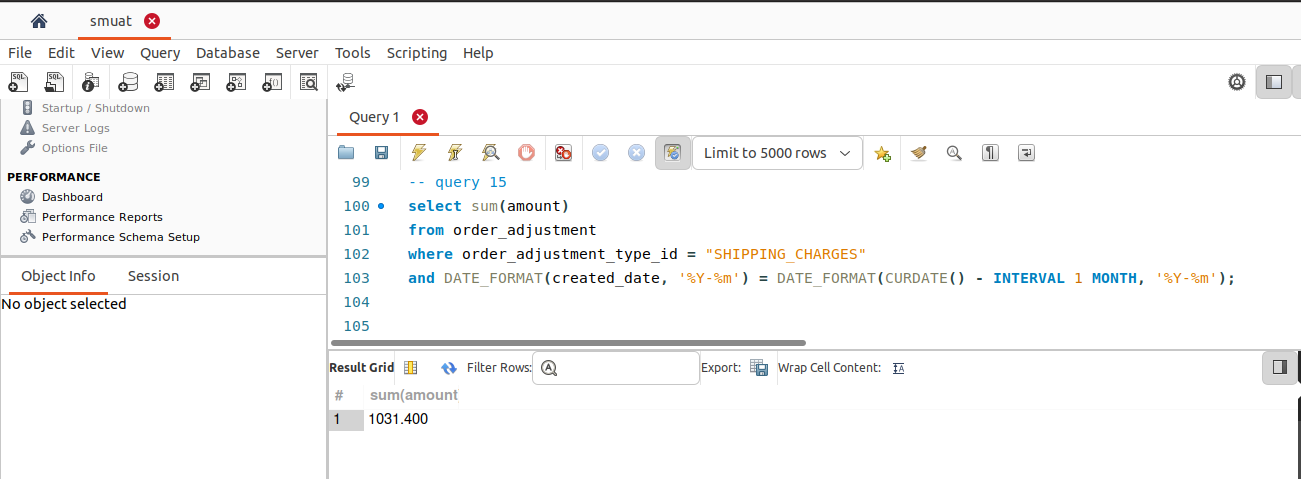 smuat
File Edit View Query Database Server Tools Scripting Help
Startup / Shutdown
Server Logs
Options File
PERFORMANCE
Dashboard
Performance Reports
Performance Schema Setup
Object Info Session
No object selected
Query 1
Limit to 5000 rows
99 -- query 15
100 select sum(amount)
101 from order_adjustment
102 where order_adjustment_type_id = "SHIPPING_CHARGES"
103 and DATE_FORMAT(created_date, '%Y-%m') = DATE_FORMAT(CURDATE() - INTERVAL 1 MONTH, '%Y-%m');
104
105
Result Grid Filter Rows: Export: Wrap Cell Content:
# sum(amount
1 1031.400